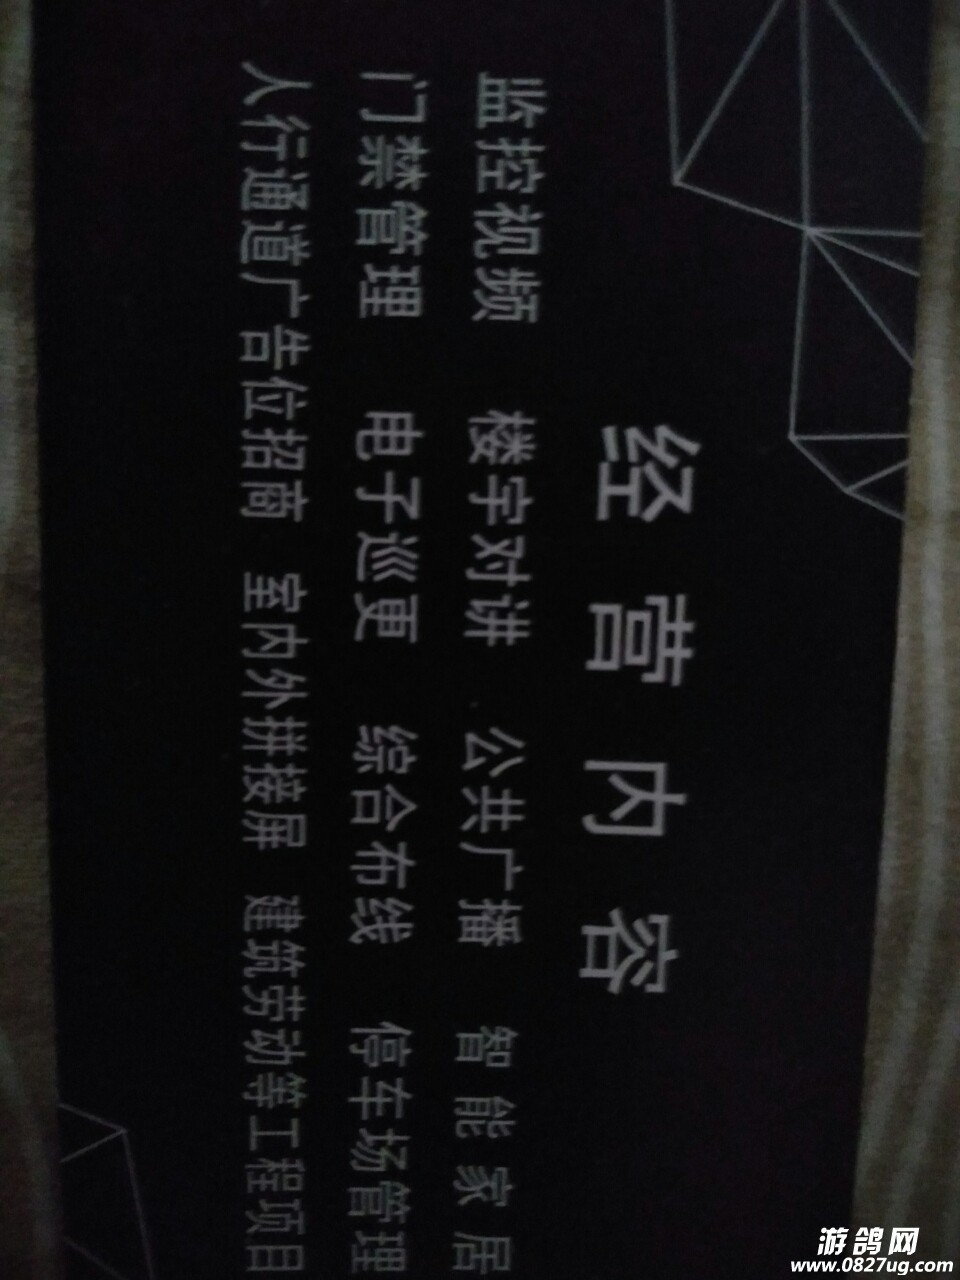 经营内容
监控视频 楼宇对讲 公共广播 智能家居
门禁管理 电子巡更 综合布线 停车场管理
人行通道广告位招商 室内外拼接屏 建筑劳动等工程项目
游鸽网
www.0827ug.com